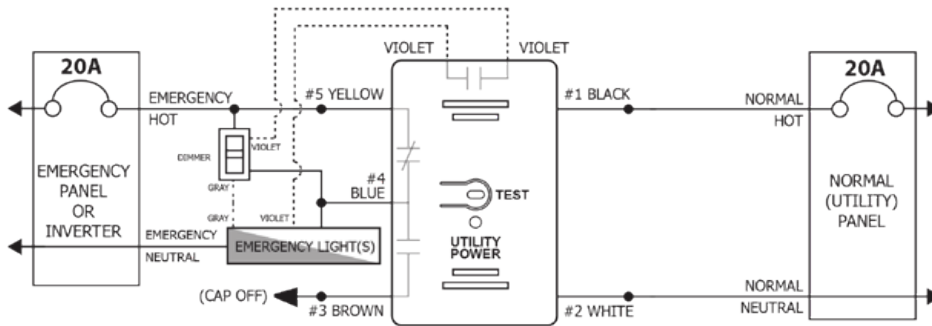 VIOLET
VIOLET
20A
20A
EMERGENCY
HOT
#5 YELLOW
#1 BLACK
NORMAL
HOT
VIOLET
DIMMER
GRAY
#4
BLUE
TEST
EMERGENCY
PANEL
OR
INVERTER
NORMAL
(UTILITY)
PANEL
GRAY
VIOLET
EMERGENCY
NEUTRAL
EMERGENCY LIGHT(S)
UTILITY
POWER
(CAP OFF)
#3 BROWN
#2 WHITE
NORMAL
NEUTRAL